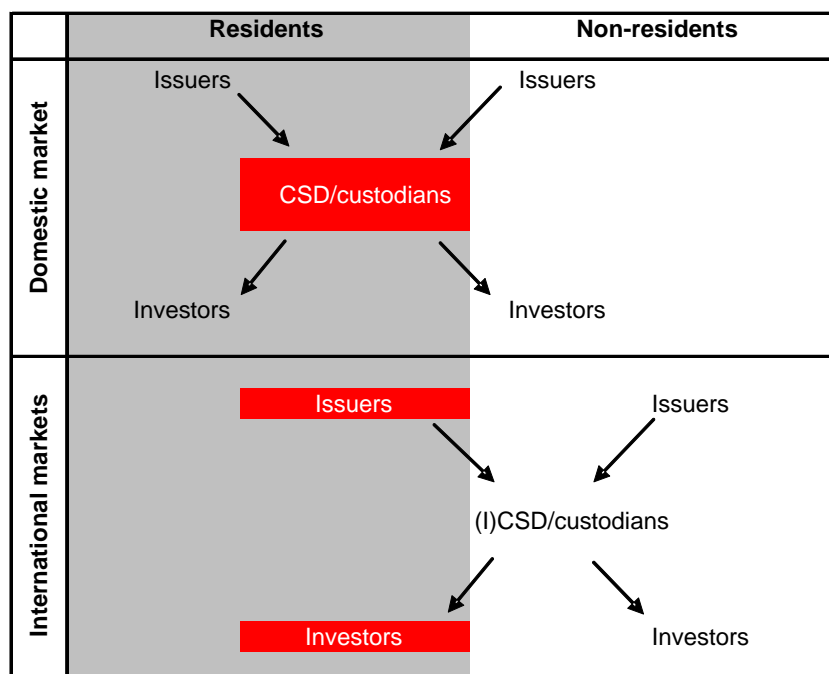 Residents
Non-residents
Domestic market
Issuers
Issuers
CSD/custodians
Investors
Investors
International markets
Issuers
Issuers
(I)CSD/custodians
Investors
Investors